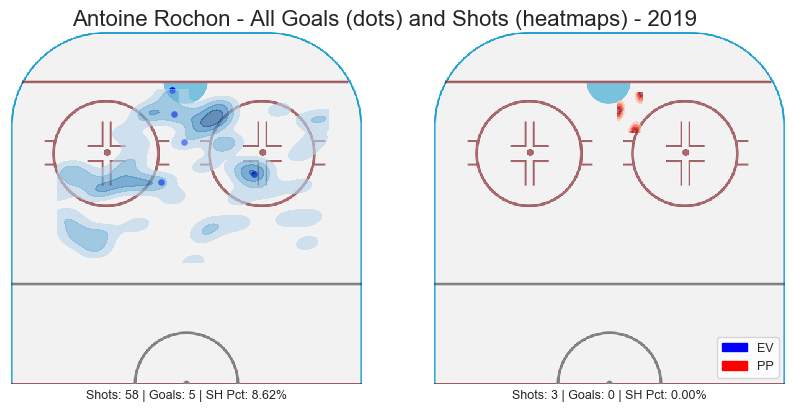 Antoine Rochon - All Goals (dots) and Shots (heatmaps) - 2019
EV
PP
Shots: 58 | Goals: 5 | SH Pct: 8.62%
Shots: 3 | Goals: 0 | SH Pct: 0.00%